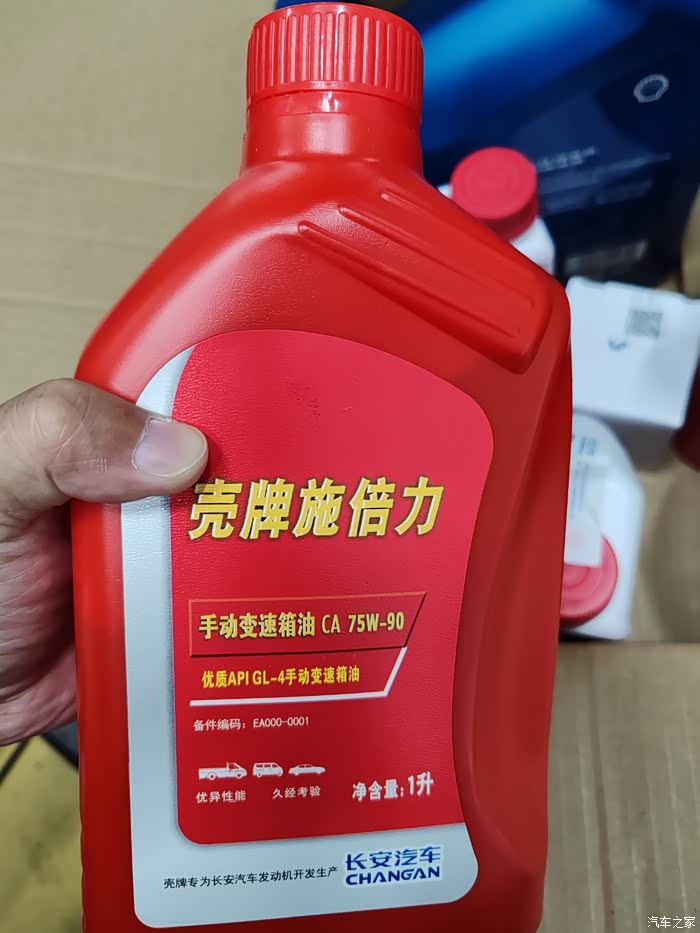 壳牌施倍力
手动变速箱油 CA 75W-90
优质API GL-4手动变速箱油
备件编码：EA000-0001
优异性能 久经考验
净含量:1升
壳牌专为长安汽车发动机开发生产
长安汽车
CHANGAN
汽车之家